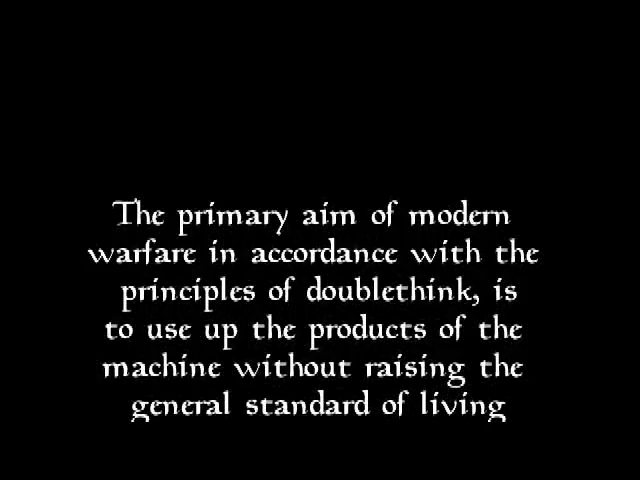 The primary aim of modern
warfare in accordance with the
principles of doublethink, is
to use up the products of the
machine without raising the
general standard of living